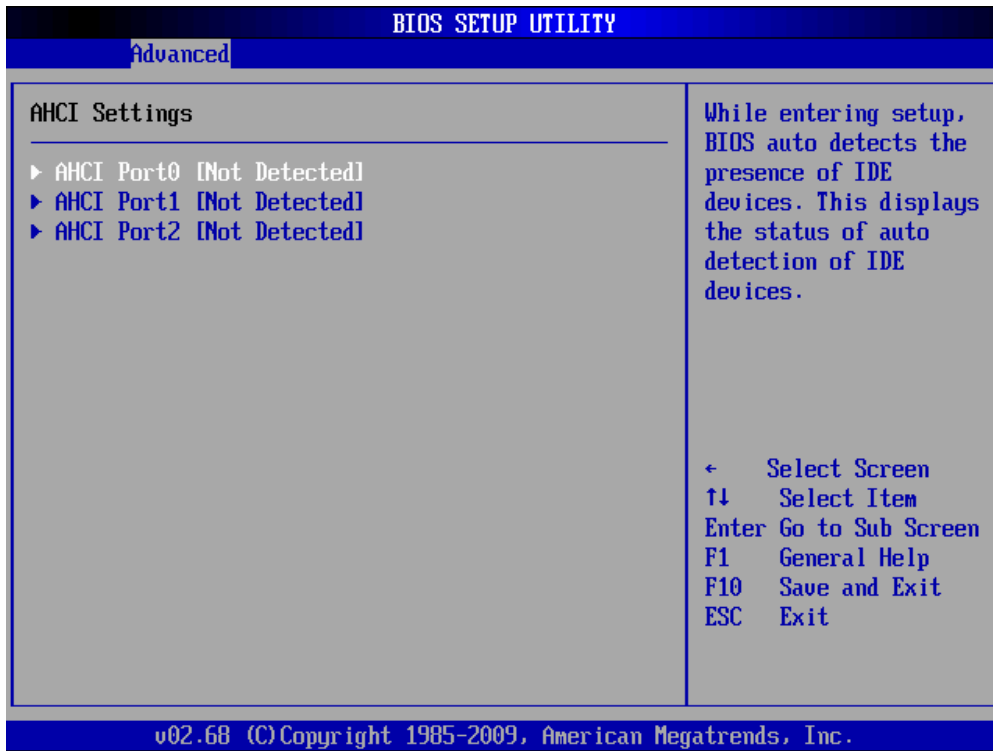 BIOS SETUP UTILITY
Advanced
AHCI Settings
▶ AHCI Port0 [Not Detected]
▶ AHCI Port1 [Not Detected]
▶ AHCI Port2 [Not Detected]
While entering setup,
BIOS auto detects the
presence of IDE
devices. This displays
the status of auto
detection of IDE
devices.
← Select Screen
↑↓ Select Item
Enter Go to Sub Screen
F1 General Help
F10 Save and Exit
ESC Exit
v02.68 (C)Copyright 1985-2009, American Megatrends, Inc.